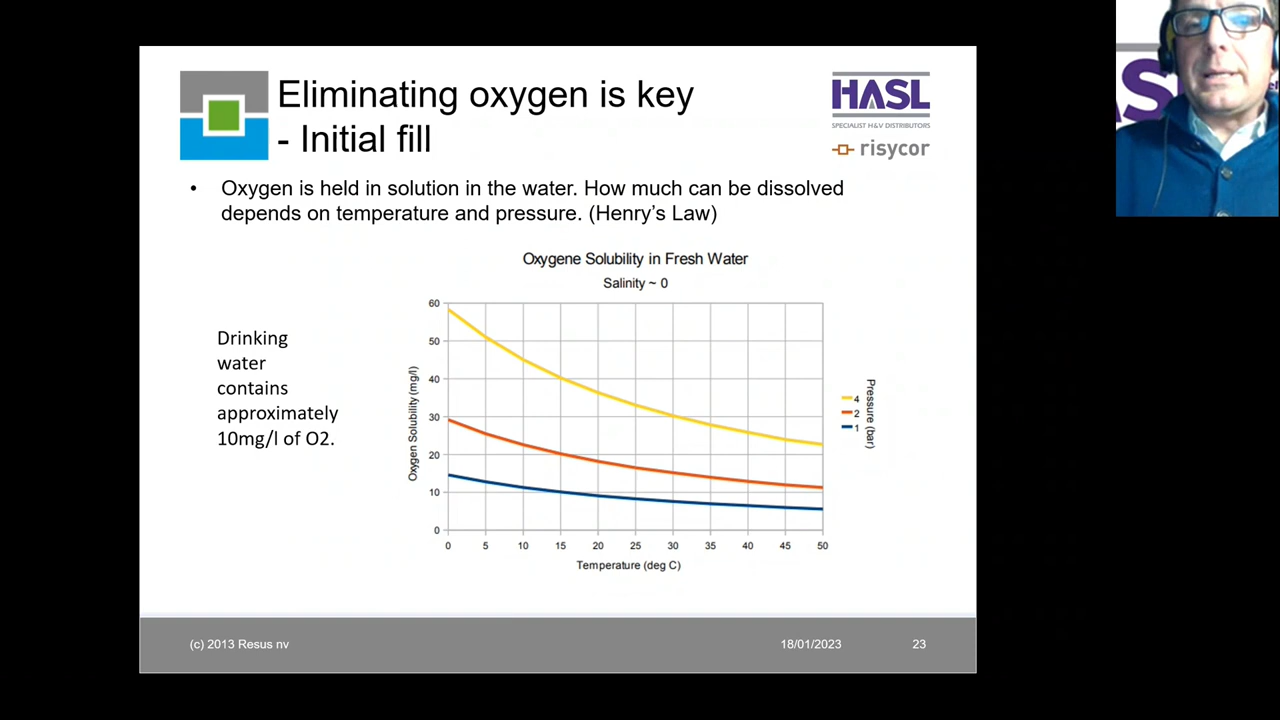 Eliminating oxygen is key
- Initial fill
HASL
SPECIALIST H&V DISTRIBUTORS
risycor
• Oxygen is held in solution in the water. How much can be dissolved
depends on temperature and pressure. (Henry’s Law)
Oxygene Solubility in Fresh Water
Salinity ~ 0
Drinking
water
contains
approximately
10mg/l of O2.
Oxygen Solubility (mg/l)
60
50
40
30
20
10
0
0 5 10 15 20 25 30 35 40 45 50
Temperature (deg C)
4
2
1
Pressure (bar)
(c) 2013 Resus nv
18/01/2023
23